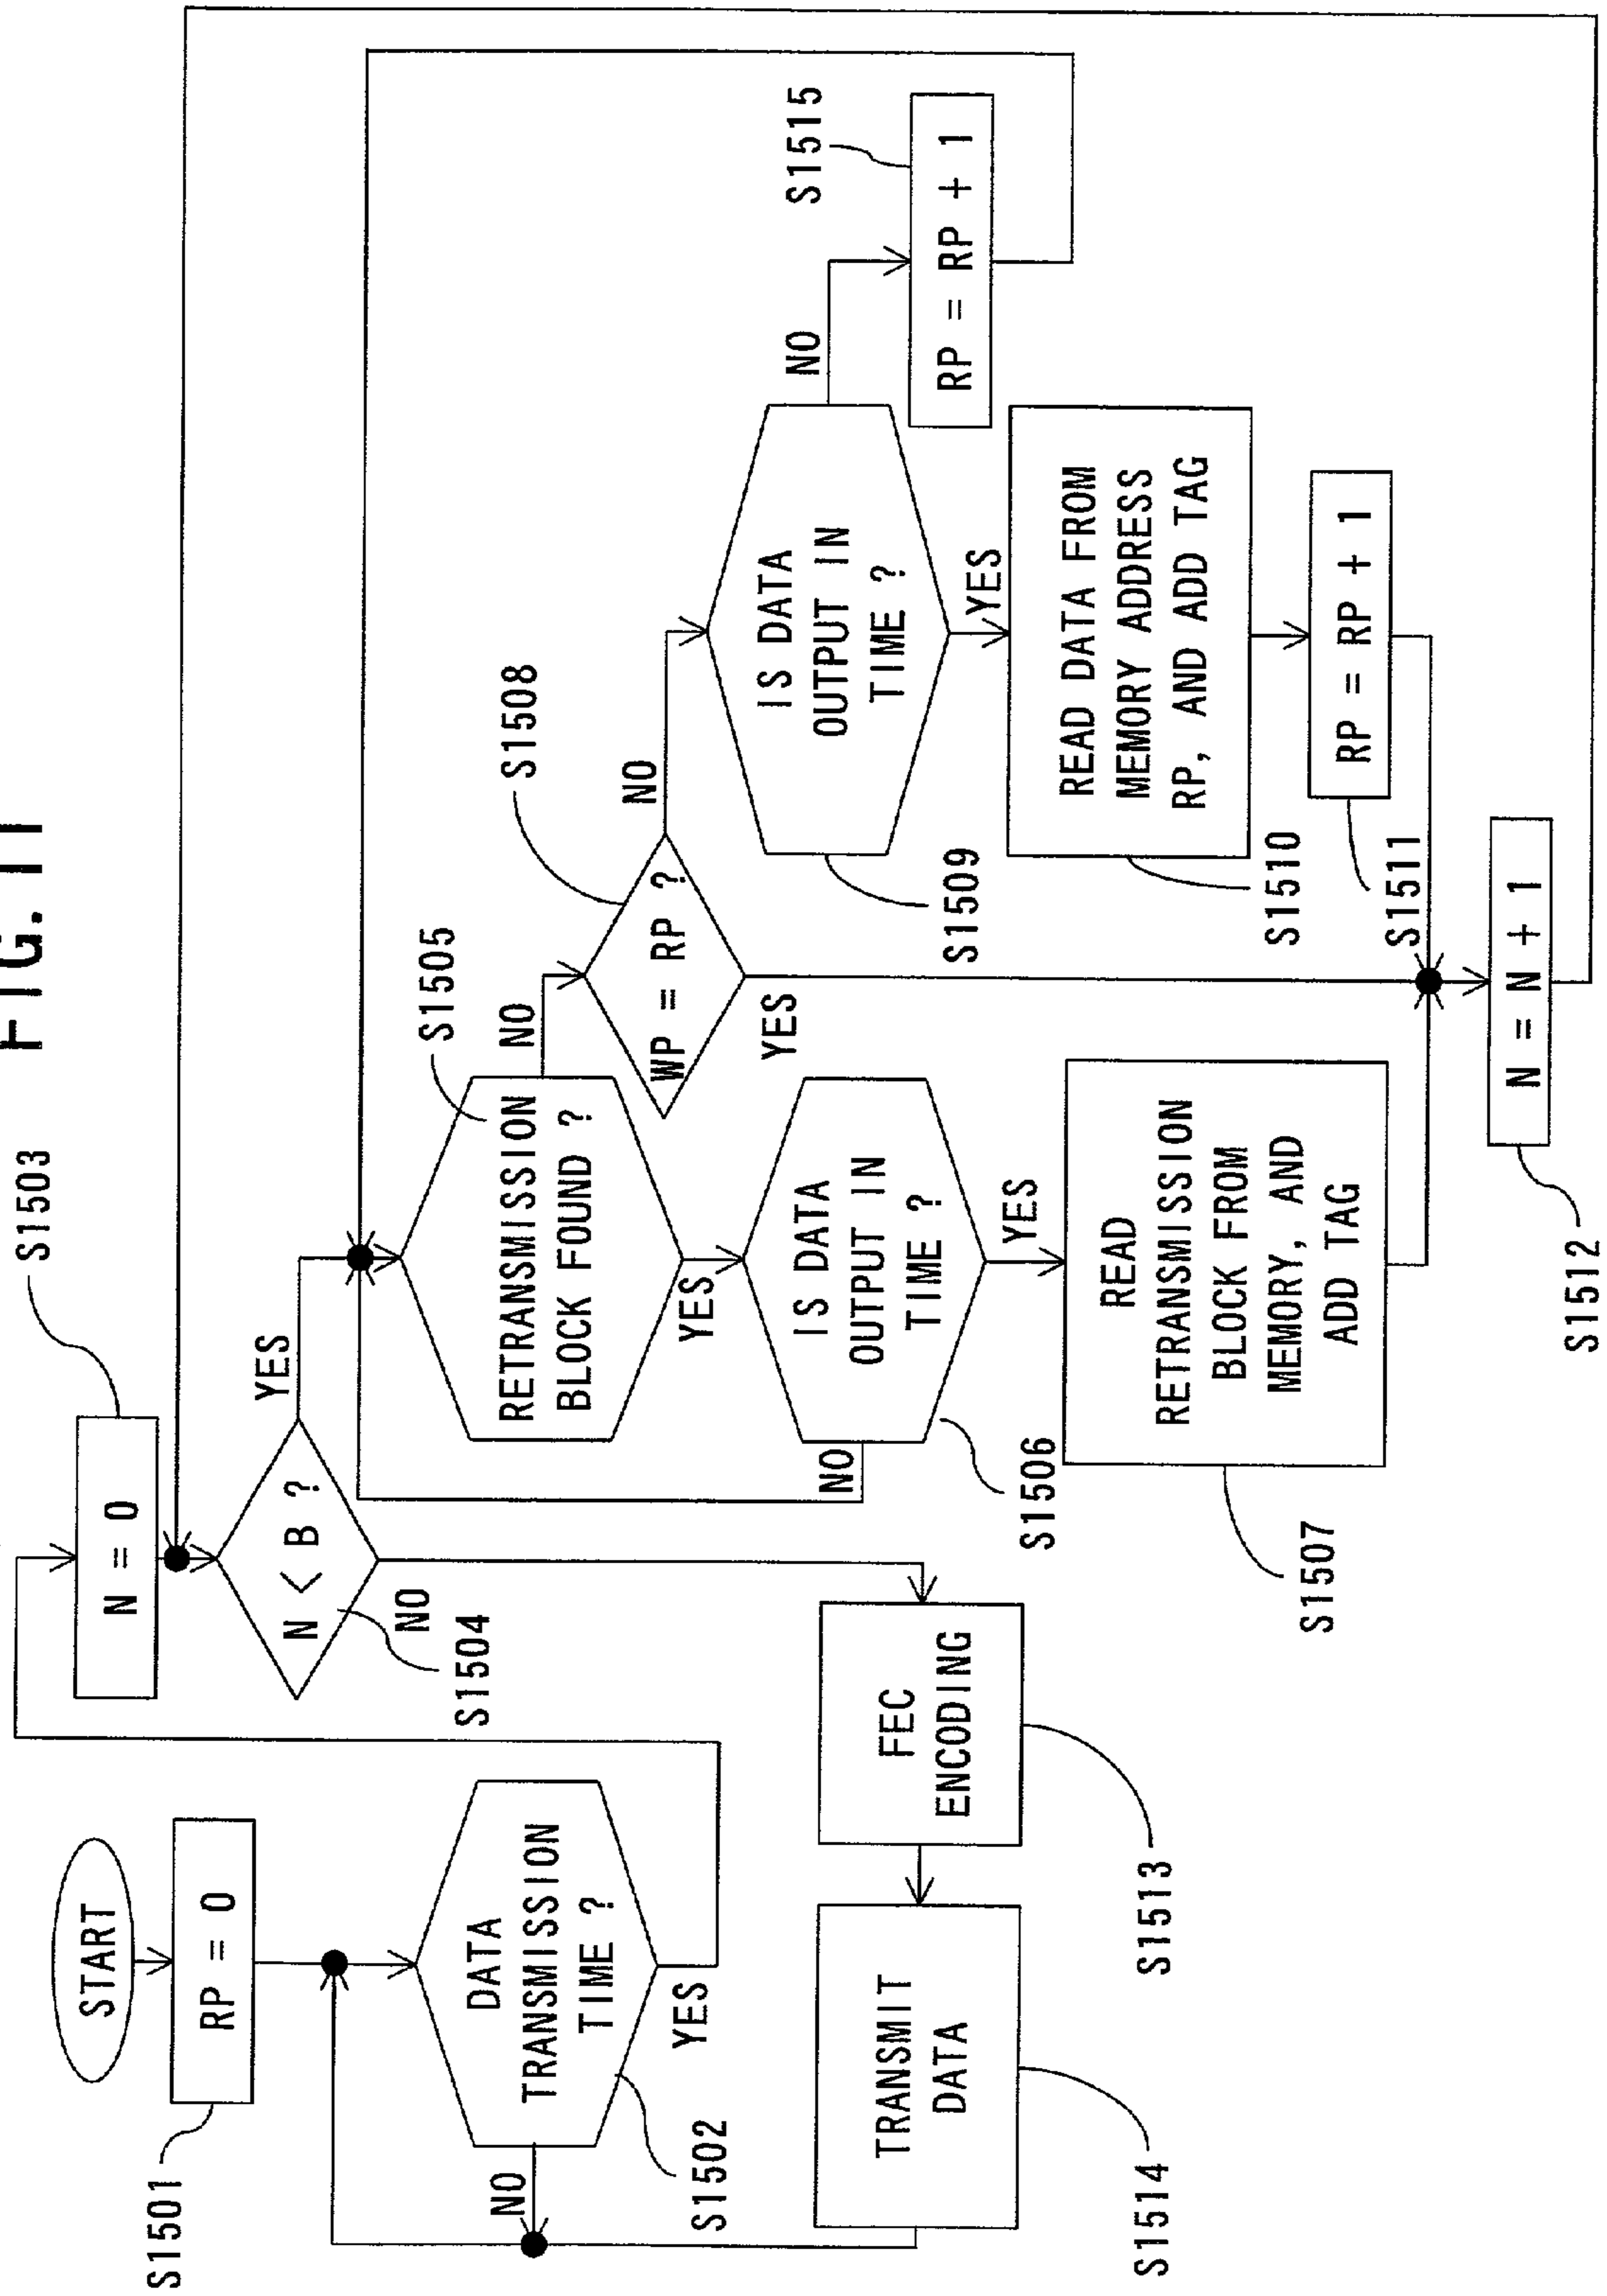 FIG. 11
START
S1501
RP = 0
DATA
TRANSMISSION
TIME ?
S1502
NO
YES
S1503
N = 0
N < B ?
S1504
YES
NO
S1505
RETRANSMISSION
BLOCK FOUND ?
NO
YES
IS DATA
OUTPUT IN
TIME ?
S1506
NO
YES
READ
RETRANSMISSION
BLOCK FROM
MEMORY, AND
ADD TAG
S1507
S1508
WP = RP ?
NO
YES
IS DATA
OUTPUT IN
TIME ?
S1509
NO
YES
S1515
RP = RP + 1
READ DATA FROM
MEMORY ADDRESS
RP, AND ADD TAG
S1510
RP = RP + 1
S1511
N = N + 1
S1512
FEC
ENCODING
S1513
TRANSMIT
DATA
S1514